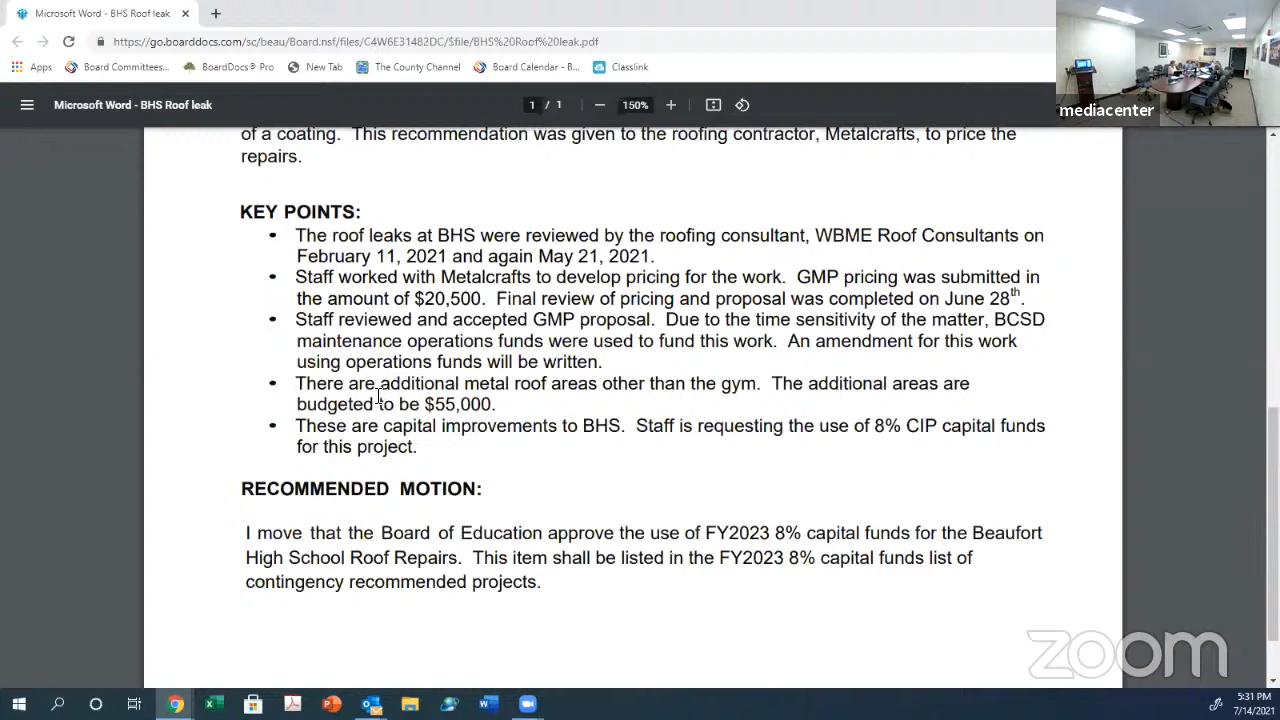 Microsoft Word - BHS Roof leak
https://go.boarddocs.com/sc/beau/Board.nsf/files/C4W6E31482DC/$file/BHS%20Roof%20leak.pdf
Apps Board Committees... BoardDocs® Pro New Tab The County Channel Board Calendar - B... Classlink
Microsoft Word - BHS Roof leak 1 / 1 150%
mediacenter
of a coating. This recommendation was given to the roofing contractor, Metalcrafts, to price the
repairs.
KEY POINTS:
• The roof leaks at BHS were reviewed by the roofing consultant, WBME Roof Consultants on
February 11, 2021 and again May 21, 2021.
• Staff worked with Metalcrafts to develop pricing for the work. GMP pricing was submitted in
the amount of $20,500. Final review of pricing and proposal was completed on June 28th.
• Staff reviewed and accepted GMP proposal. Due to the time sensitivity of the matter, BCSD
maintenance operations funds were used to fund this work. An amendment for this work
using operations funds will be written.
• There are additional metal roof areas other than the gym. The additional areas are
budgeted to be $55,000.
• These are capital improvements to BHS. Staff is requesting the use of 8% CIP capital funds
for this project.
RECOMMENDED MOTION:
I move that the Board of Education approve the use of FY2023 8% capital funds for the Beaufort
High School Roof Repairs. This item shall be listed in the FY2023 8% capital funds list of
contingency recommended projects.
zoom
5:31 PM
7/14/2021